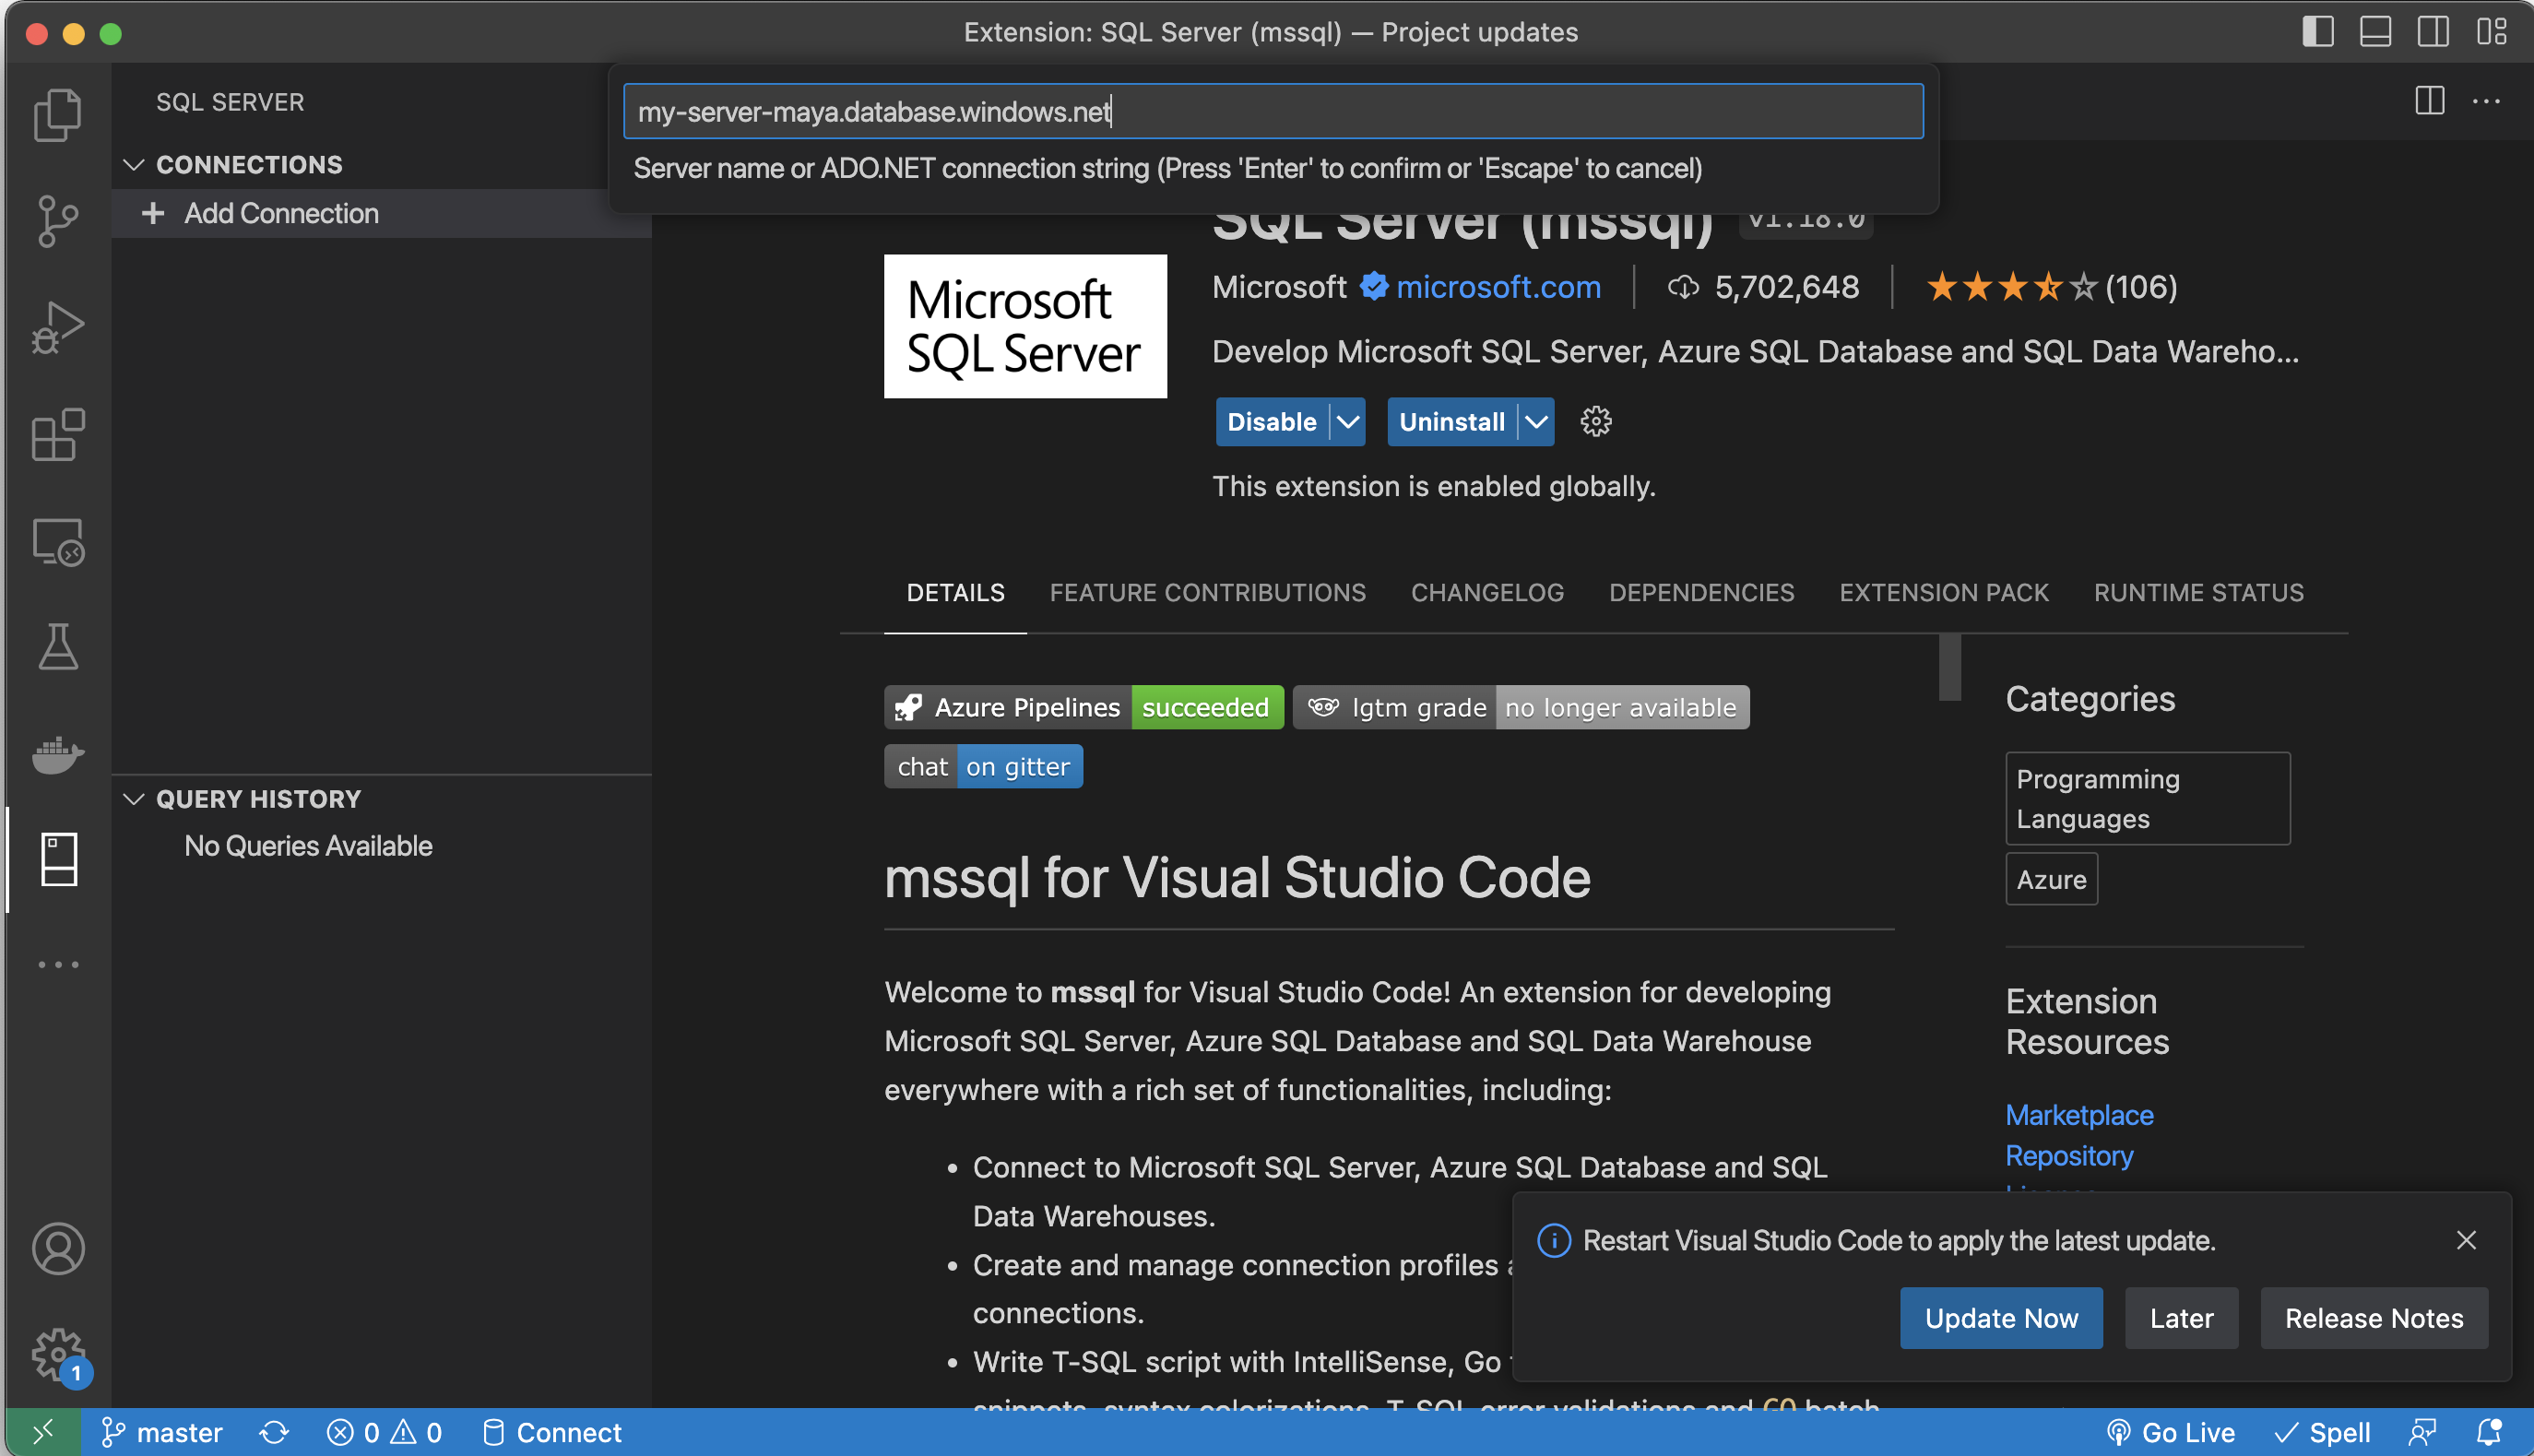 Extension: SQL Server (mssql) — Project updates
my-server-maya.database.windows.net
Server name or ADO.NET connection string (Press 'Enter' to confirm or 'Escape' to cancel)
SQL SERVER
CONNECTIONS
Add Connection
QUERY HISTORY
No Queries Available
SQL Server (mssql) v1.18.0
Microsoft
SQL Server
Microsoft microsoft.com 5,702,648 (106)
Develop Microsoft SQL Server, Azure SQL Database and SQL Data Wareho...
Disable Uninstall
This extension is enabled globally.
DETAILS FEATURE CONTRIBUTIONS CHANGELOG DEPENDENCIES EXTENSION PACK RUNTIME STATUS
Azure Pipelines succeeded lgtm grade no longer available
chat on gitter
mssql for Visual Studio Code
Welcome to mssql for Visual Studio Code! An extension for developing
Microsoft SQL Server, Azure SQL Database and SQL Data Warehouse
everywhere with a rich set of functionalities, including:
• Connect to Microsoft SQL Server, Azure SQL Database and SQL
Data Warehouses.
• Create and manage connection profiles
connections.
• Write T-SQL script with IntelliSense, Go
snippets, syntax colorizations, T-SQL error validations and GO batch
Categories
Programming
Languages
Azure
Extension
Resources
Marketplace
Repository
Restart Visual Studio Code to apply the latest update.
Update Now Later Release Notes
1
master 0 0 Connect Go Live Spell